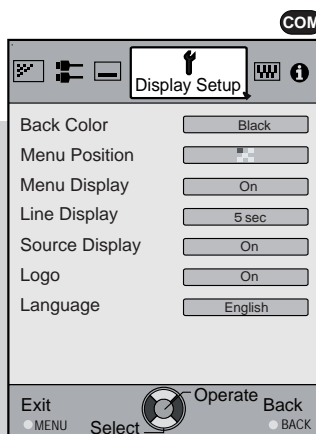 COM
Display Setup
Back Color Black
Menu Position
Menu Display On
Line Display 5 sec
Source Display On
Logo On
Language English
Exit Operate Back
MENU Select BACK